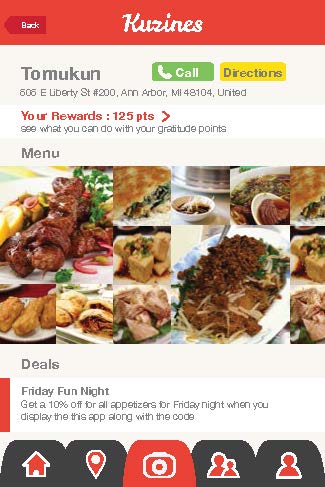 Back
Kuzines
Tomukun
Call
Directions
505 E Liberty St #200, Ann Arbor, MI 48104, United
Your Rewards : 125 pts
see what you can do with your gratitude points
Menu
Deals
Friday Fun Night
Get a 10% off for all appetizers for Friday night when you
display the this app along with the code